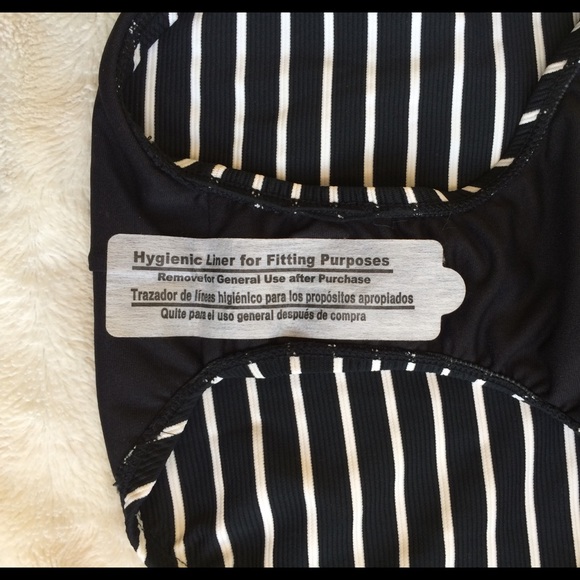 Hygienic Liner for Fitting Purposes
Remove for General Use after Purchase
Trazador de líneas higiénico para los propósitos apropiados
Quite para el uso general después de compra